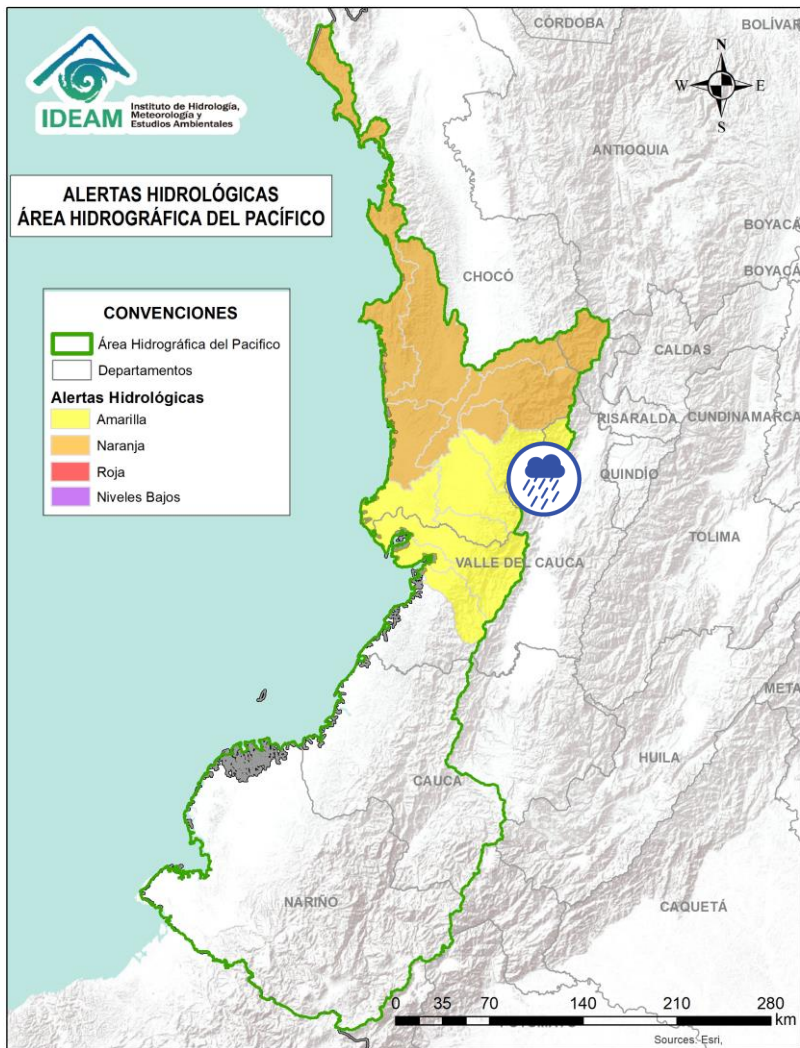 CÓRDOBA
BOLÍVAR
N
W
E
S
IDEAM
Instituto de Hidrología,
Meteorología y
Estudios Ambientales
ANTIOQUIA
ALERTAS HIDROLÓGICAS
ÁREA HIDROGRÁFICA DEL PACÍFICO
BOYACÁ
BOYACÁ
CHOCÓ
CONVENCIONES
Área Hidrográfica del Pacifico
Departamentos
Alertas Hidrológicas
Amarilla
Naranja
Roja
Niveles Bajos
CALDAS
RISARALDA
CUNDINAMARCA
QUINDÍO
TOLIMA
VALLE DEL CAUCA
META
HUILA
CAUCA
NARIÑO
CAQUETÁ
0 35 70 140 210 280
km
Sources: Esri,